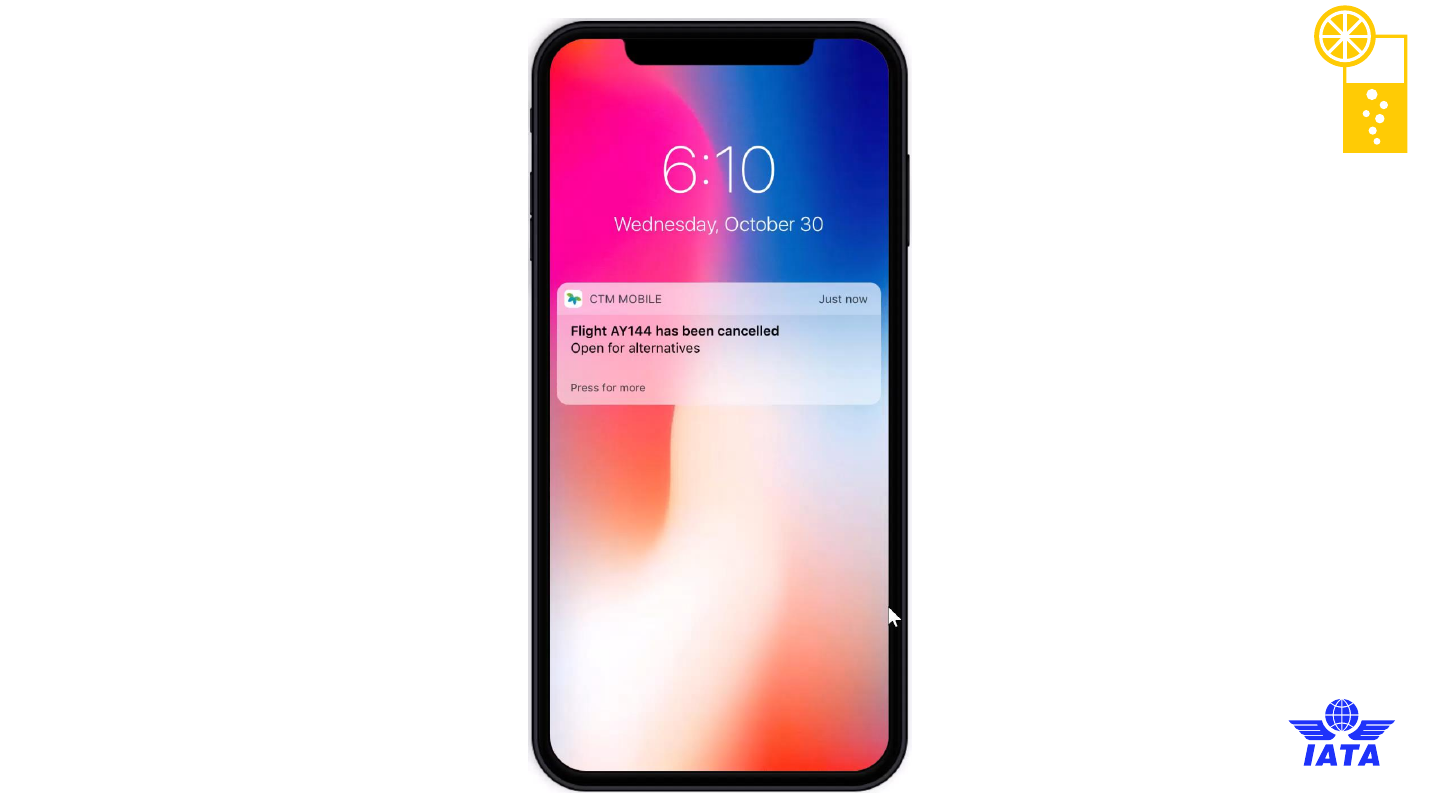 6:10
Wednesday, October 30
CTM MOBILE Just now
Flight AY144 has been cancelled
Open for alternatives
Press for more
IATA